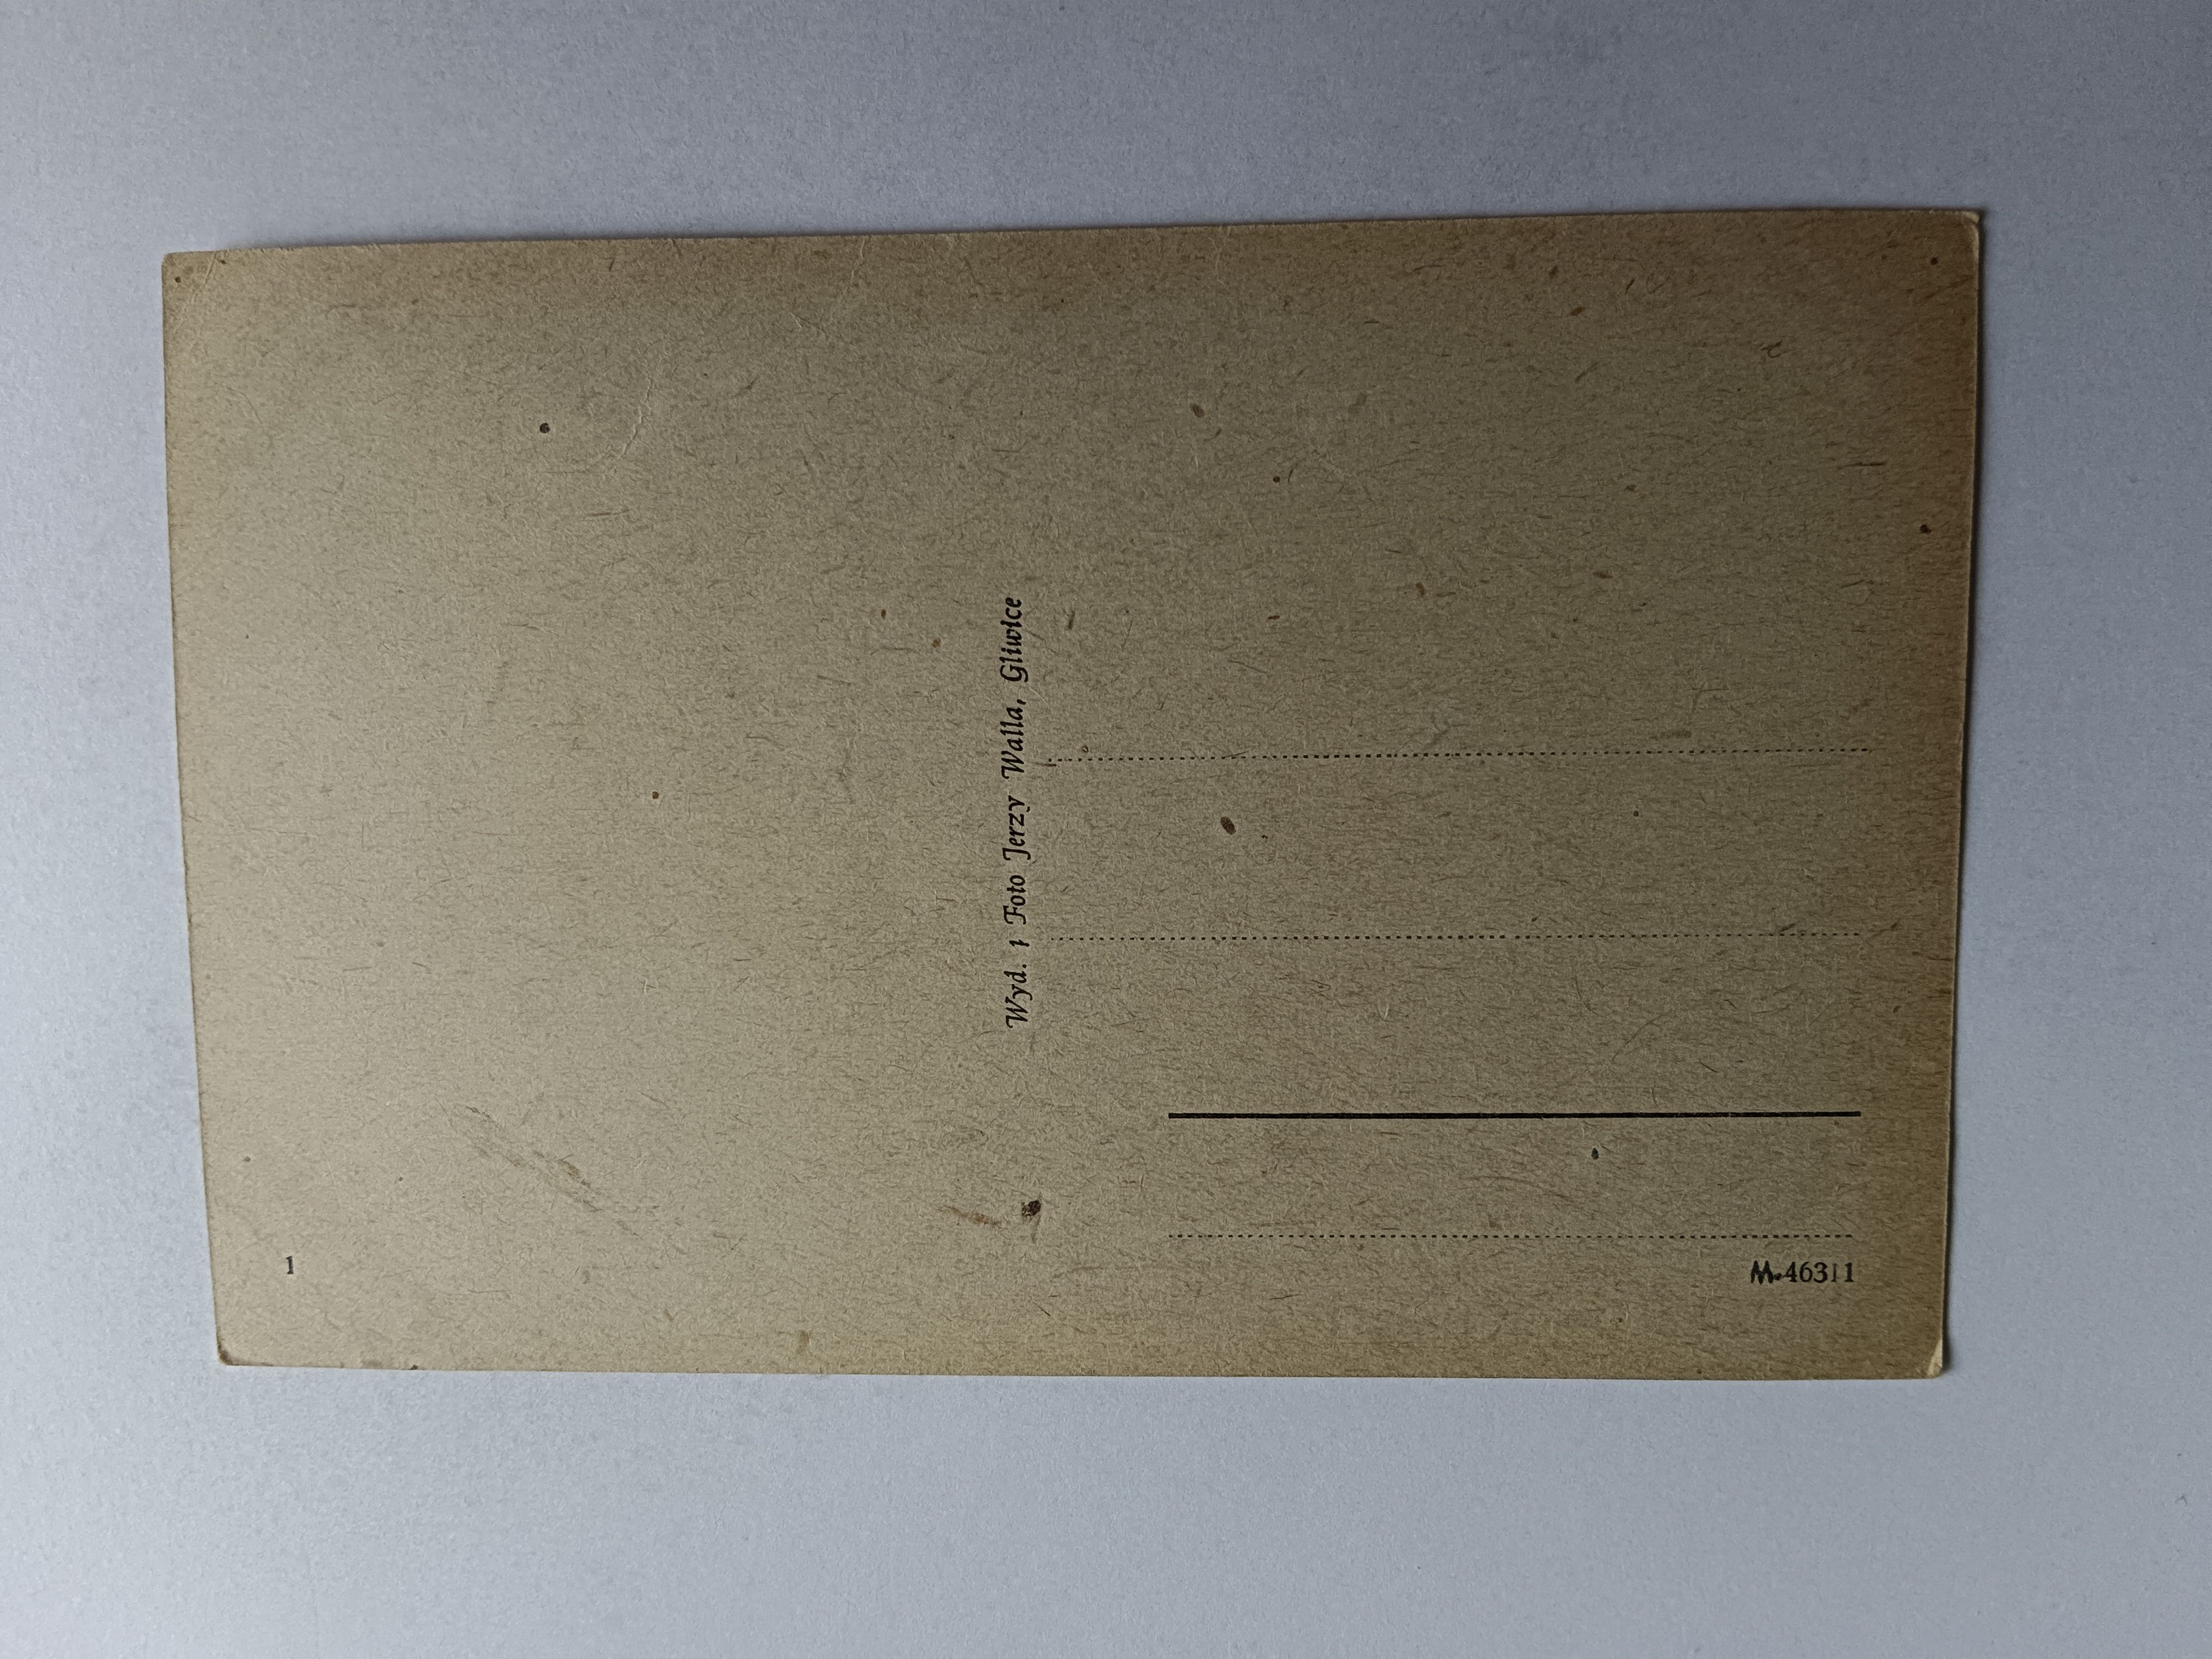 Wyd. i Foto Jerzy Walla, Gliwice
1
M-46311